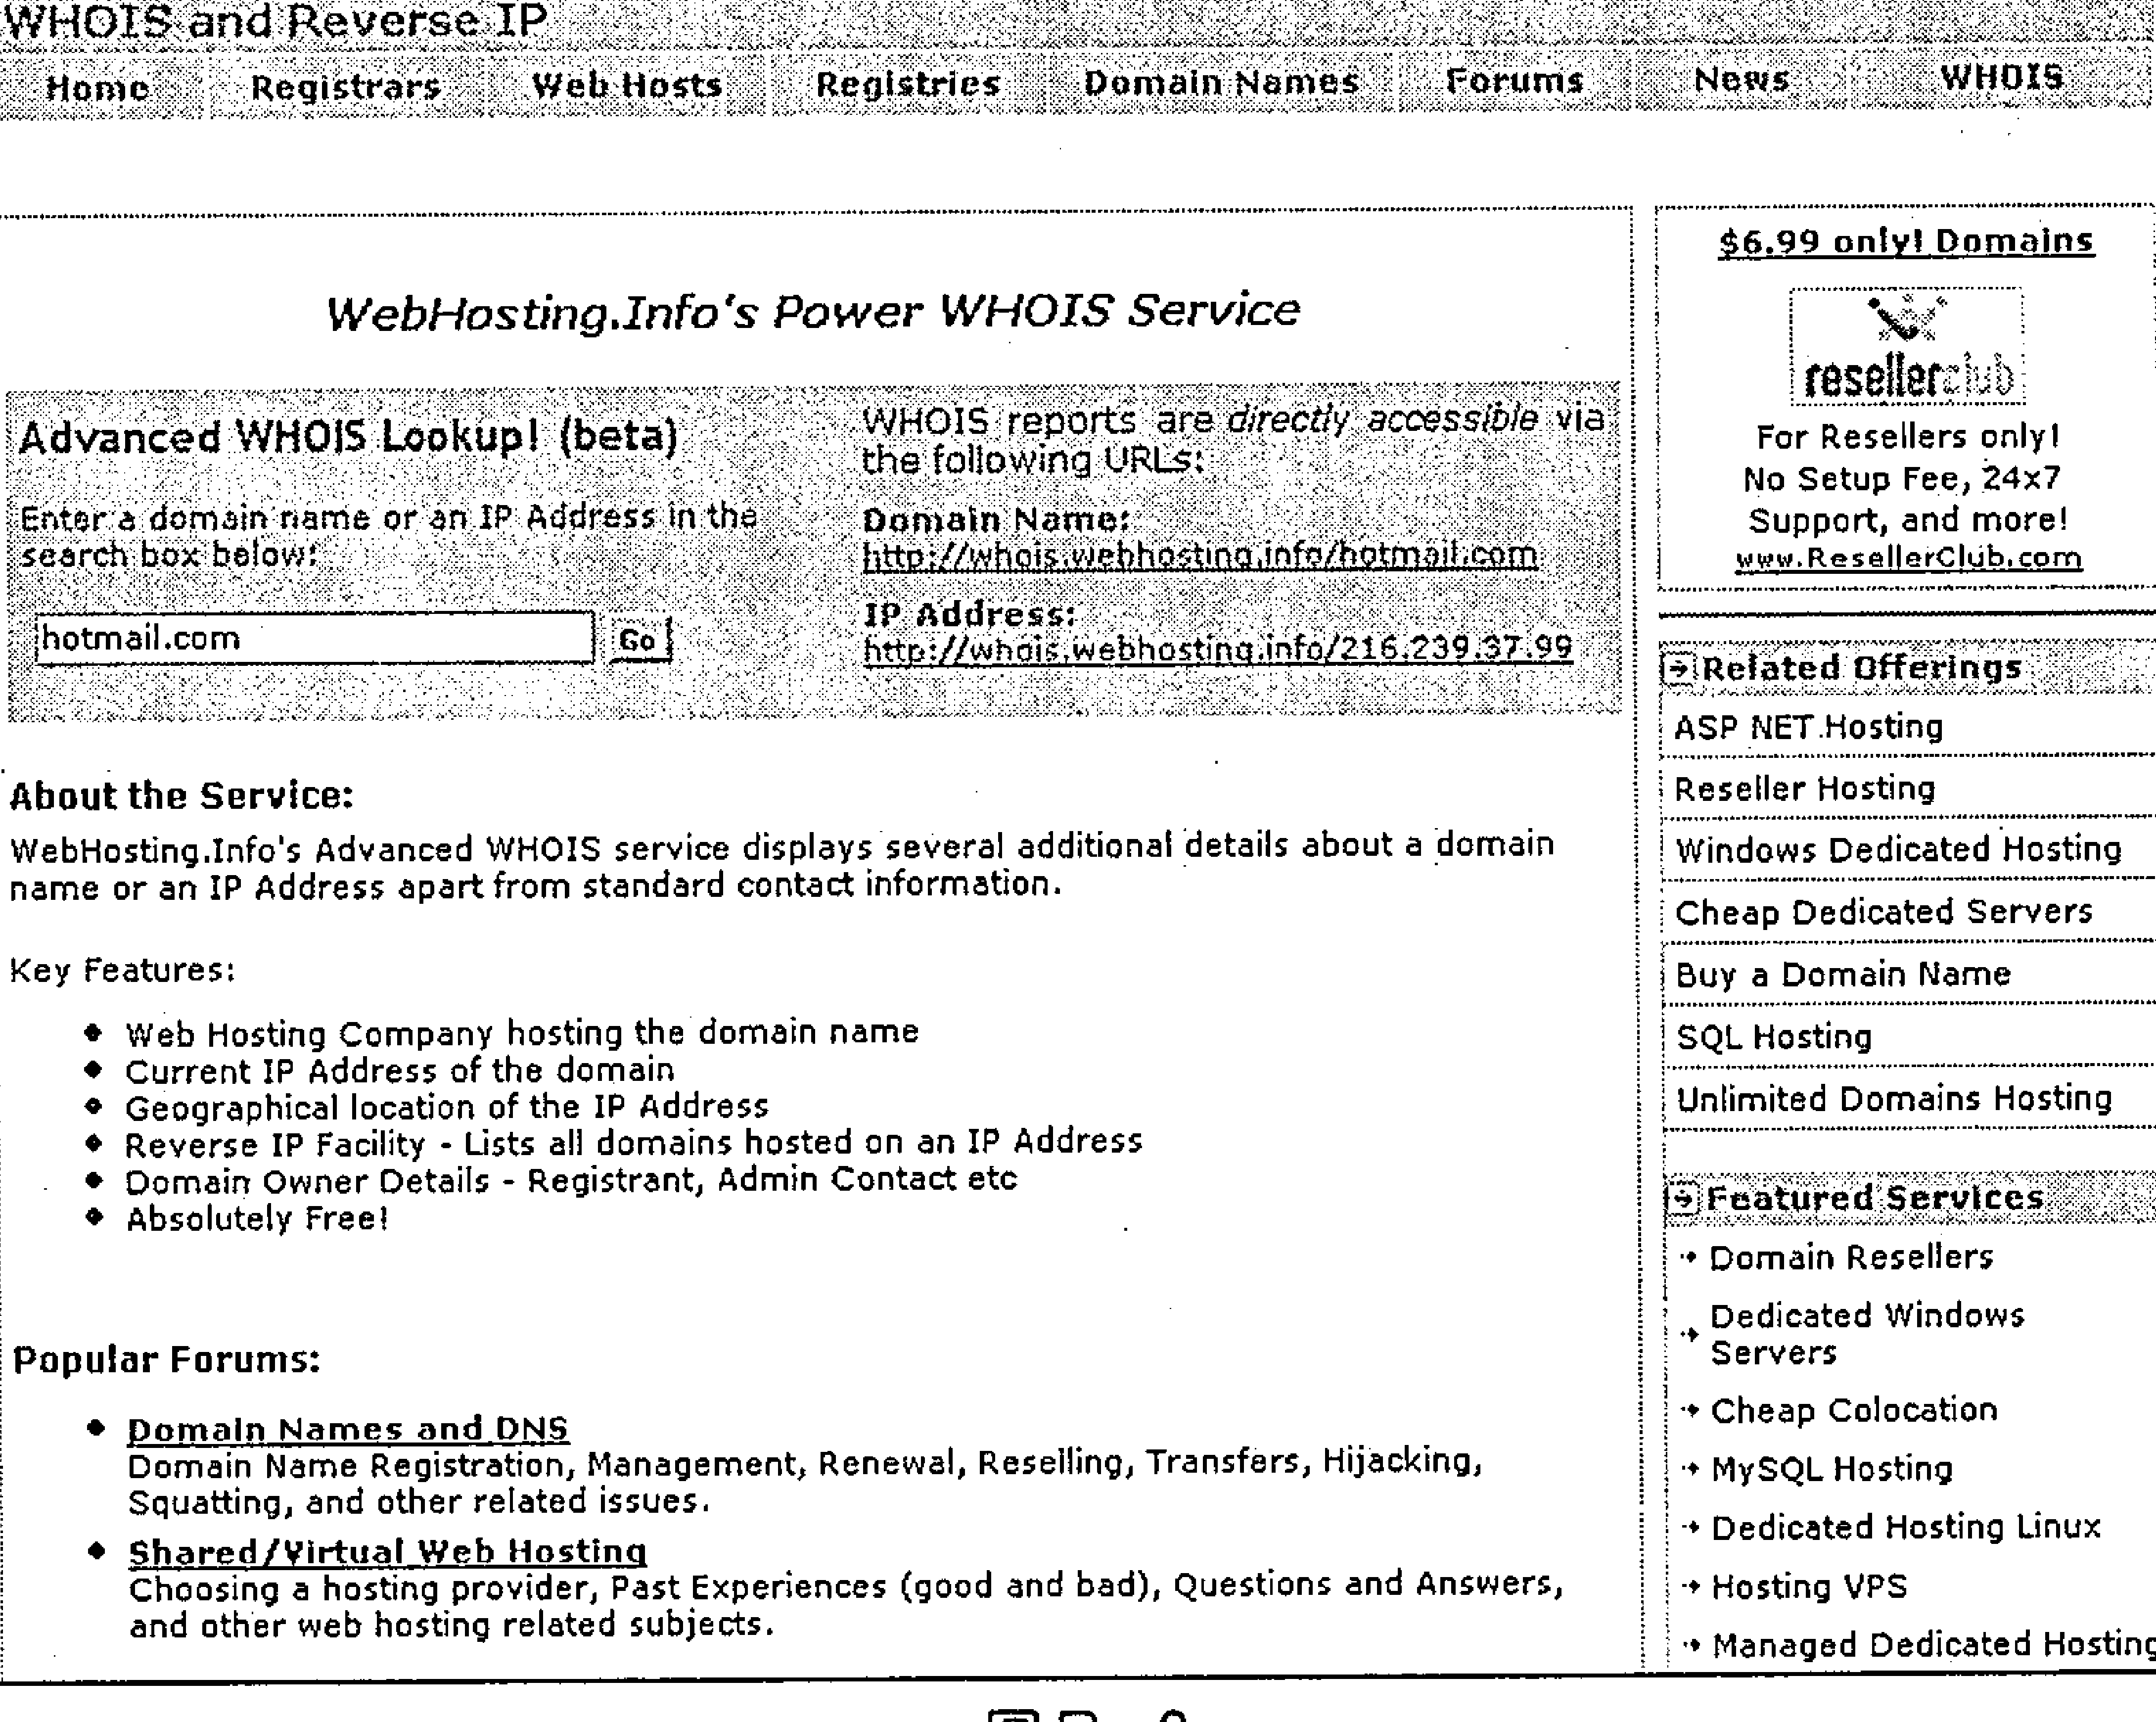 WHOIS and Reverse IP
Home Registrars Web Hosts Registries Domain Names Forums News WHOIS
WebHosting.Info's Power WHOIS Service
Advanced WHOIS Lookup! (beta)
Enter a domain name or an IP Address in the
search box below:
hotmail.com Go
WHOIS reports are directly accessible via
the following URLs:
Domain Name:
http://whois.webhosting.info/hotmail.com
IP Address:
http://whois.webhosting.info/216.239.37.99
About the Service:
WebHosting.Info's Advanced WHOIS service displays several additional details about a domain
name or an IP Address apart from standard contact information.
Key Features:
Web Hosting Company hosting the domain name
Current IP Address of the domain
Geographical location of the IP Address
Reverse IP Facility - Lists all domains hosted on an IP Address
Domain Owner Details - Registrant, Admin Contact etc
Absolutely Free!
Popular Forums:
Domain Names and DNS
Domain Name Registration, Management, Renewal, Reselling, Transfers, Hijacking,
Squatting, and other related issues.
Shared/Virtual Web Hosting
Choosing a hosting provider, Past Experiences (good and bad), Questions and Answers,
and other web hosting related subjects.
$6.99 only! Domains
resellerclub
For Resellers only!
No Setup Fee, 24x7
Support, and more!
www.ResellerClub.com
Related Offerings
ASP NET Hosting
Reseller Hosting
Windows Dedicated Hosting
Cheap Dedicated Servers
Buy a Domain Name
SQL Hosting
Unlimited Domains Hosting
Featured Services
Domain Resellers
Dedicated Windows
Servers
Cheap Colocation
MySQL Hosting
Dedicated Hosting Linux
Hosting VPS
Managed Dedicated Hosting